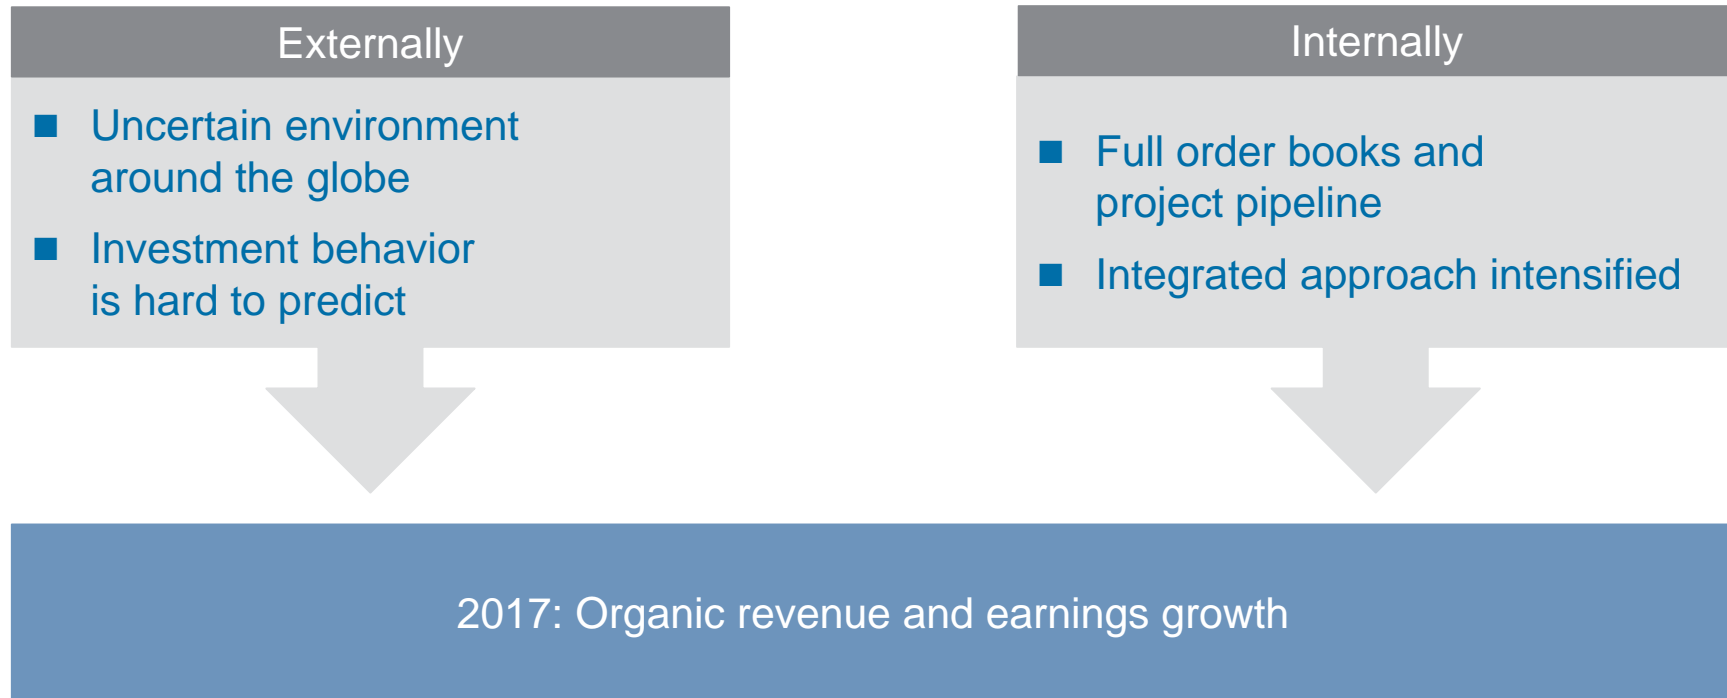 Externally
Uncertain environment
around the globe
Investment behavior
is hard to predict
Internally
Full order books and
project pipeline
Integrated approach intensified
2017: Organic revenue and earnings growth